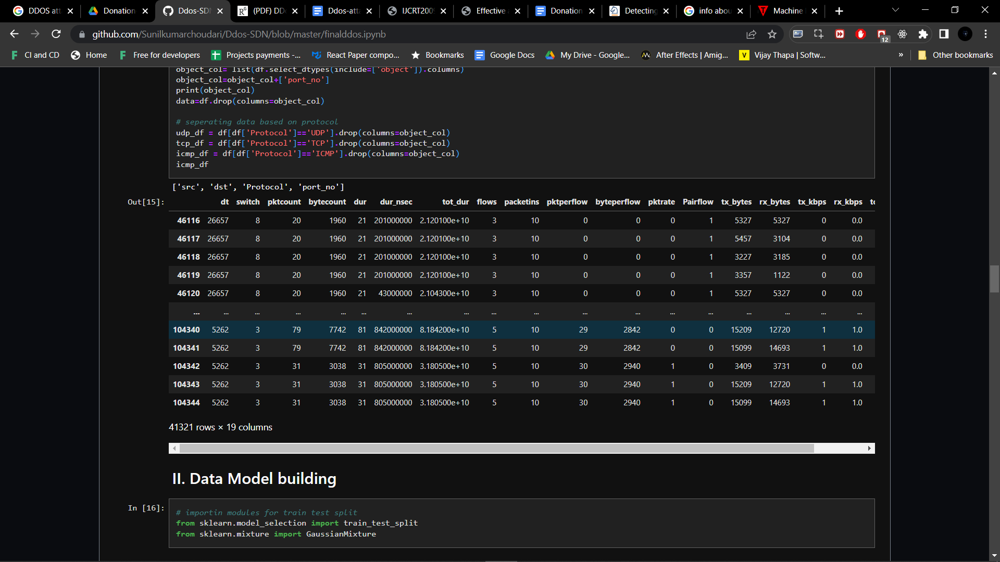 DDOS att
Donation
Ddos-SDN
(PDF) DD
Ddos-atta
IJCRT200
Effective
Donation
Detecting
info abou
Machine
github.com/Sunilkumarchoudari/Ddos-SDN/blob/master/finalddos.ipynb
12
CI and CD
Home
Free for developers
Projects payments -...
React Paper compo...
Bookmarks
Google Docs
My Drive - Google...
After Effects | Amig...
Vijay Thapa | Softw...
»
Other bookmarks
object_col= list(df.select_dtypes(include=['object']).columns)
object_col=object_col+['port_no']
print(object_col)
data=df.drop(columns=object_col)
# seperating data based on protocol
udp_df = df[df['Protocol']=='UDP'].drop(columns=object_col)
tcp_df = df[df['Protocol']=='TCP'].drop(columns=object_col)
icmp_df = df[df['Protocol']=='ICMP'].drop(columns=object_col)
icmp_df
['src', 'dst', 'Protocol', 'port_no']
Out[15]:
dt switch pktcount bytecount dur dur_nsec tot_dur flows packetins pktperflow byteperflow pktrate Pairflow tx_bytes rx_bytes tx_kbps rx_kbps
46116 26657 8 20 1960 21 201000000 2.120100e+10 3 10 0 0 0 1 5327 5327 0 0.0
46117 26657 8 20 1960 21 201000000 2.120100e+10 3 10 0 0 0 1 5457 3104 0 0.0
46118 26657 8 20 1960 21 201000000 2.120100e+10 3 10 0 0 0 1 3227 3185 0 0.0
46119 26657 8 20 1960 21 201000000 2.120100e+10 3 10 0 0 0 1 3357 1122 0 0.0
46120 26657 8 20 1960 21 43000000 2.104300e+10 3 10 0 0 0 1 5327 5327 0 0.0
... ... ... ... ... ... ... ... ... ... ... ... ... ... ... ... ... ...
104340 5262 3 79 7742 81 842000000 8.184200e+10 5 10 29 2842 0 0 15209 12720 1 1.0
104341 5262 3 79 7742 81 842000000 8.184200e+10 5 10 29 2842 0 0 15099 14693 1 1.0
104342 5262 3 31 3038 31 805000000 3.180500e+10 5 10 30 2940 1 0 3409 3731 0 0.0
104343 5262 3 31 3038 31 805000000 3.180500e+10 5 10 30 2940 1 0 15209 12720 1 1.0
104344 5262 3 31 3038 31 805000000 3.180500e+10 5 10 30 2940 1 0 15099 14693 1 1.0
41321 rows × 19 columns
II. Data Model building
In [16]:
# importin modules for train test split
from sklearn.model_selection import train_test_split
from sklearn.mixture import GaussianMixture